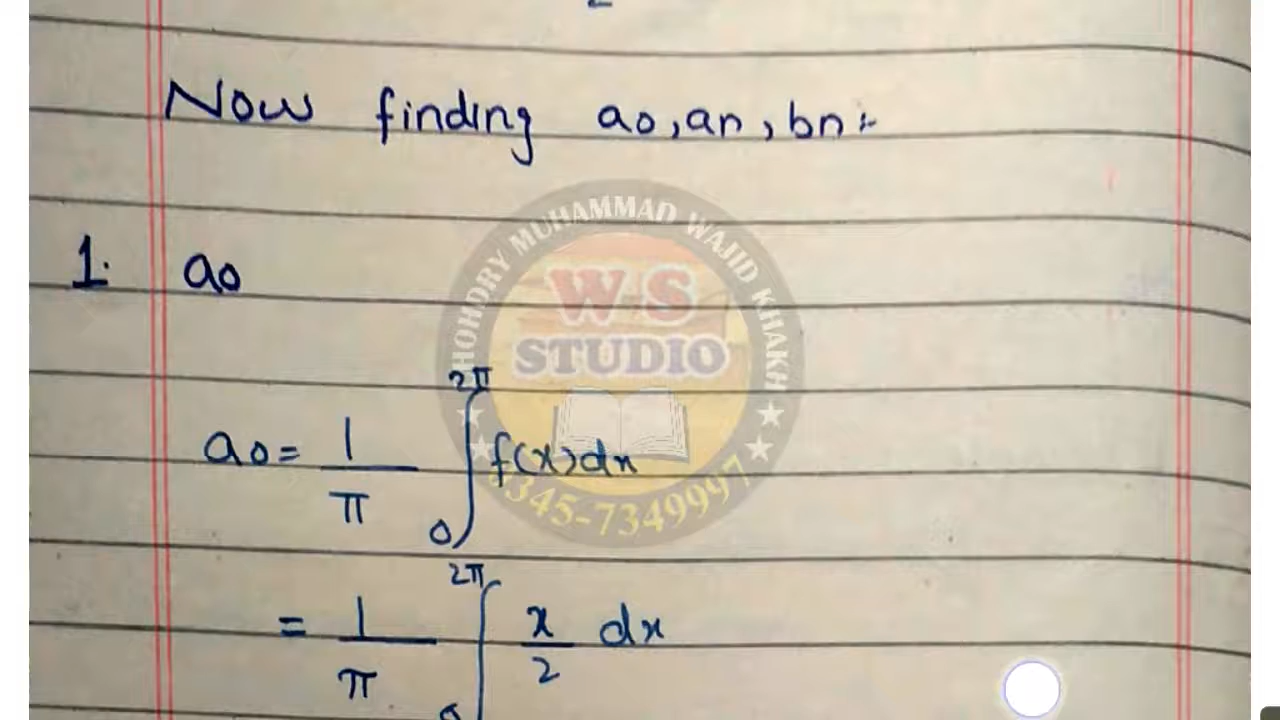 Now finding a0, an, bn:-
CHOHDRY MUHAMMAD WAJID KHAKH
1. a0
W S
STUDIO
2π
a0 = 1/π ∫ f(x)dx
0
0345-7349997
2π
= 1/π ∫ x/2 dx
0